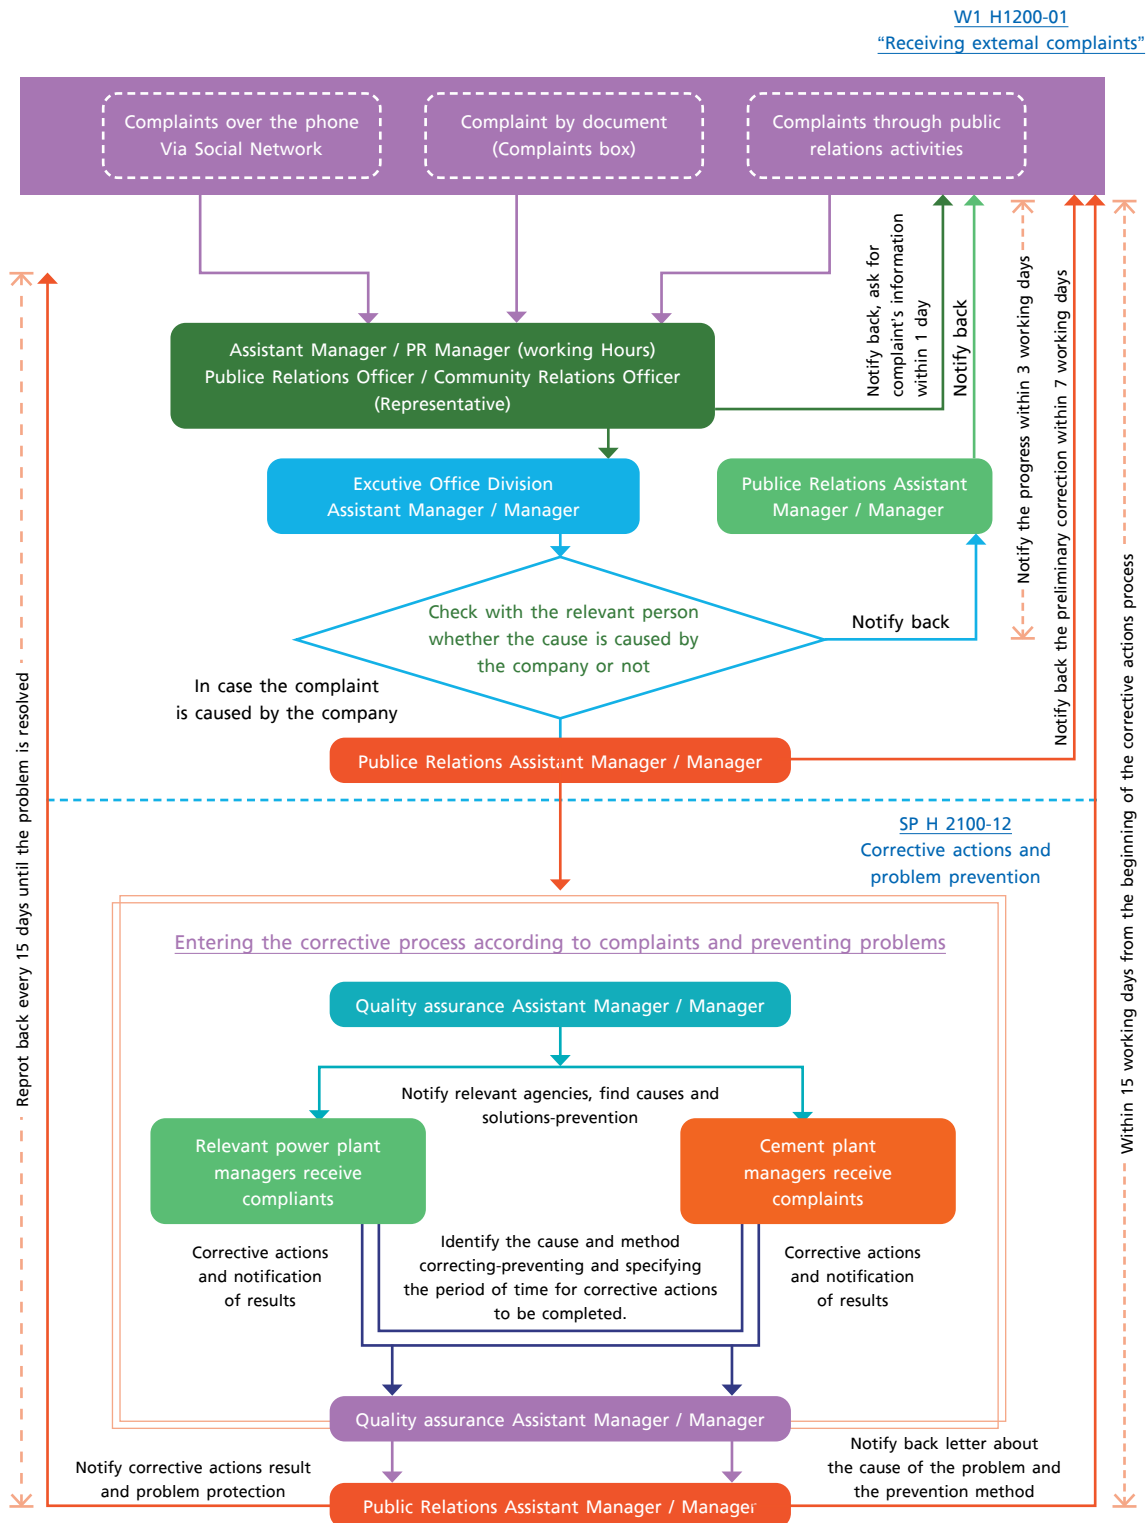 W1 H1200-01
“Receiving external complaints”
Complaints over the phone
Via Social Network
Complaint by document
(Complaints box)
Complaints through public
relations activities
Notify back, ask for
complaint’s information
within 1 day
Notify back
Notify the progress within 3 working days
Notify back the preliminary correction within 7 working days
Within 15 working days from the beginning of the corrective actions process
Reprot back every 15 days until the problem is resolved
Assistant Manager / PR Manager (working Hours)
Publice Relations Officer / Community Relations Officer
(Representative)
Excutive Office Division
Assistant Manager / Manager
Publice Relations Assistant
Manager / Manager
Check with the relevant person
whether the cause is caused by
the company or not
Notify back
In case the complaint
is caused by the company
Publice Relations Assistant Manager / Manager
SP H 2100-12
Corrective actions and
problem prevention
Entering the corrective process according to complaints and preventing problems
Quality assurance Assistant Manager / Manager
Notify relevant agencies, find causes and
solutions-prevention
Relevant power plant
managers receive
compliants
Cement plant
managers receive
complaints
Corrective actions
and notification
of results
Identify the cause and method
correcting-preventing and specifying
the period of time for corrective actions
to be completed.
Corrective actions
and notification
of results
Quality assurance Assistant Manager / Manager
Notify corrective actions result
and problem protection
Notify back letter about
the cause of the problem and
the prevention method
Public Relations Assistant Manager / Manager